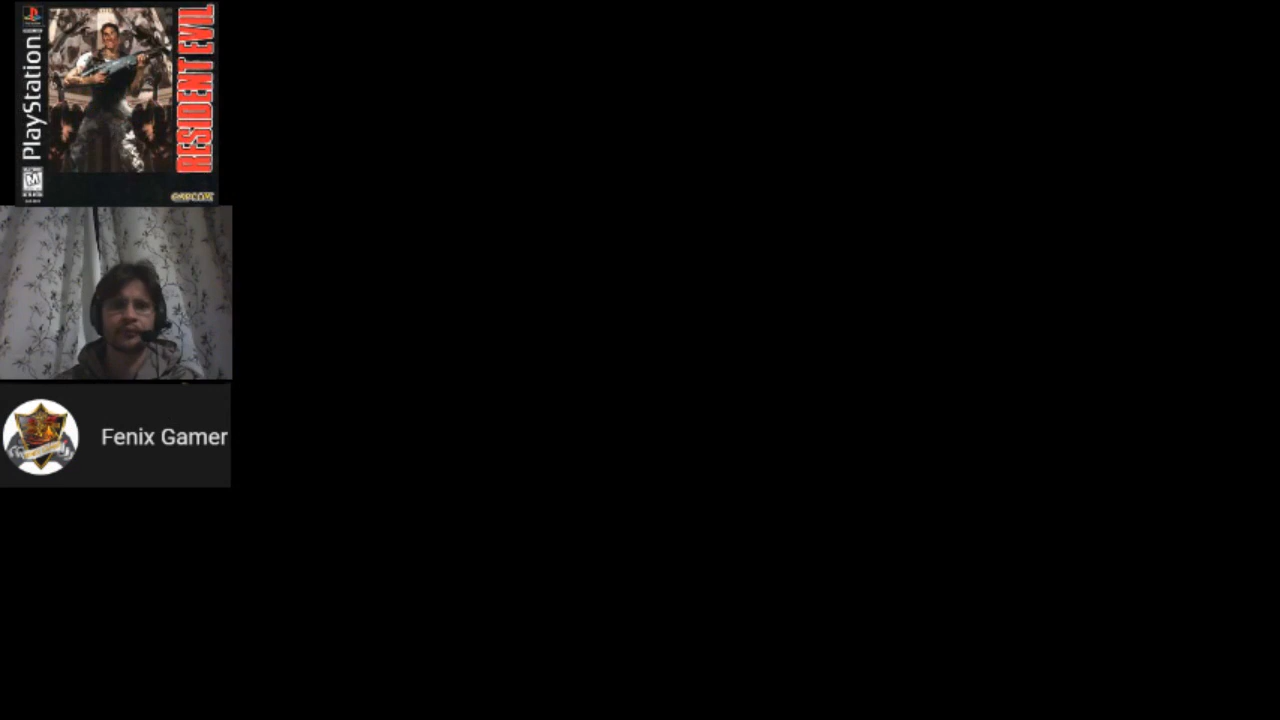 PlayStation
RESIDENT EVIL
M
CAPCOM
Fenix Gamer